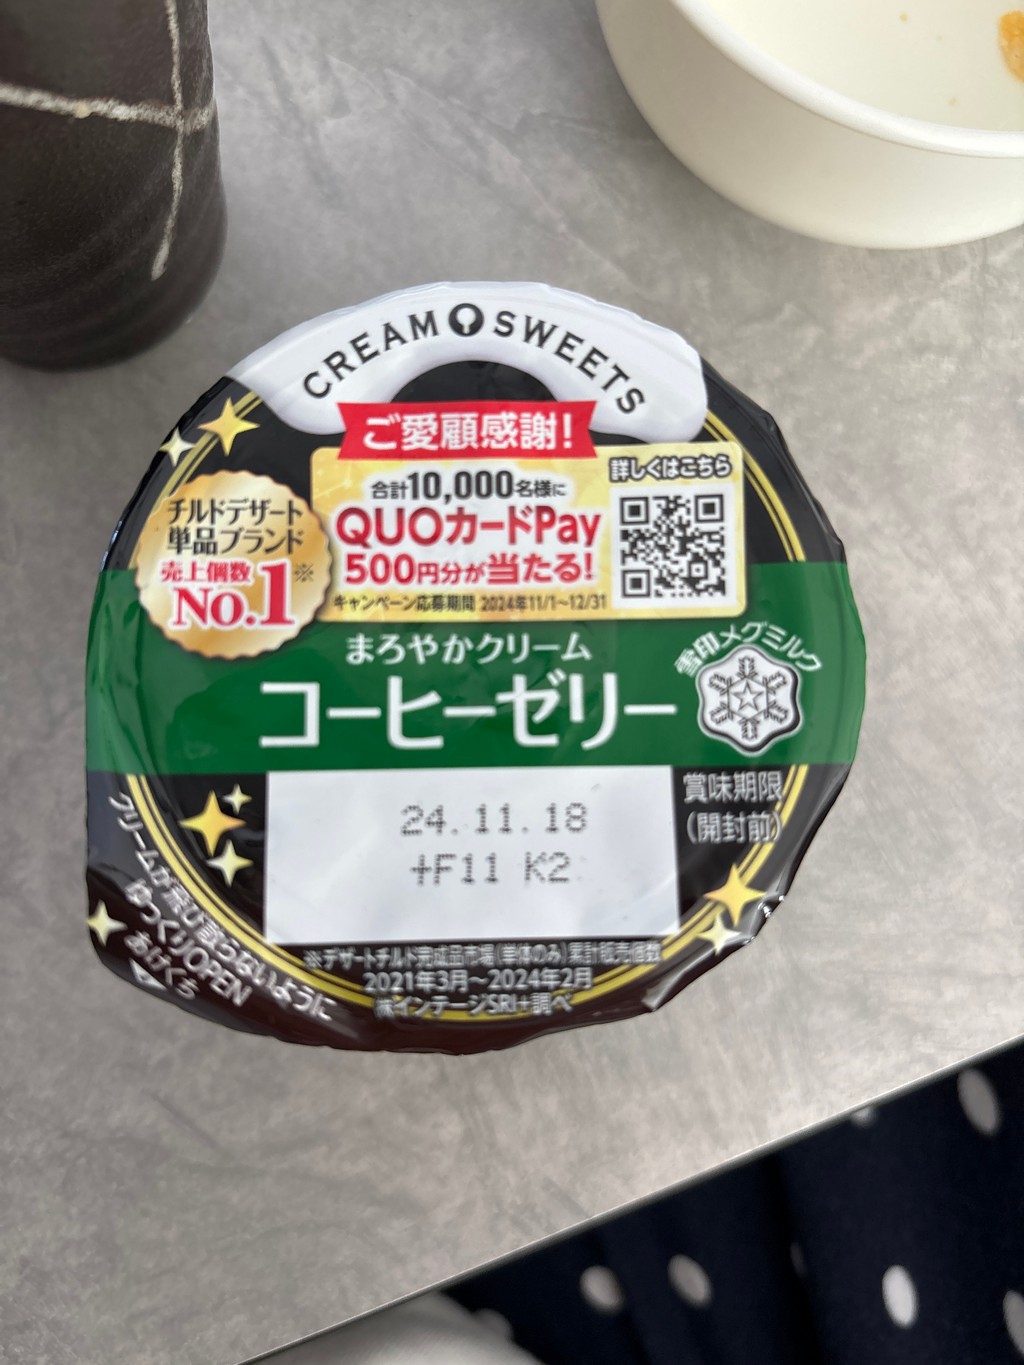 CREAM SWEETS
ご愛顧感謝!
合計10,000名様に
QUOカードPay
500円分が当たる!
キャンペーン応募期間 2024年11/1~12/31
詳しくはこちら
チルドデザート
単品ブランド
売上個数
No.1※
まろやかクリーム
コーヒーゼリー
雪印メグミルク
24.11.18
+F11 K2
賞味期限
(開封前)
クリームが飛び散らないように
ゆっくりOPEN
あけくち
※デザートチルド完成品市場(単体のみ)累計販売個数
2021年3月~2024年2月
㈱インテージSRI+調べ